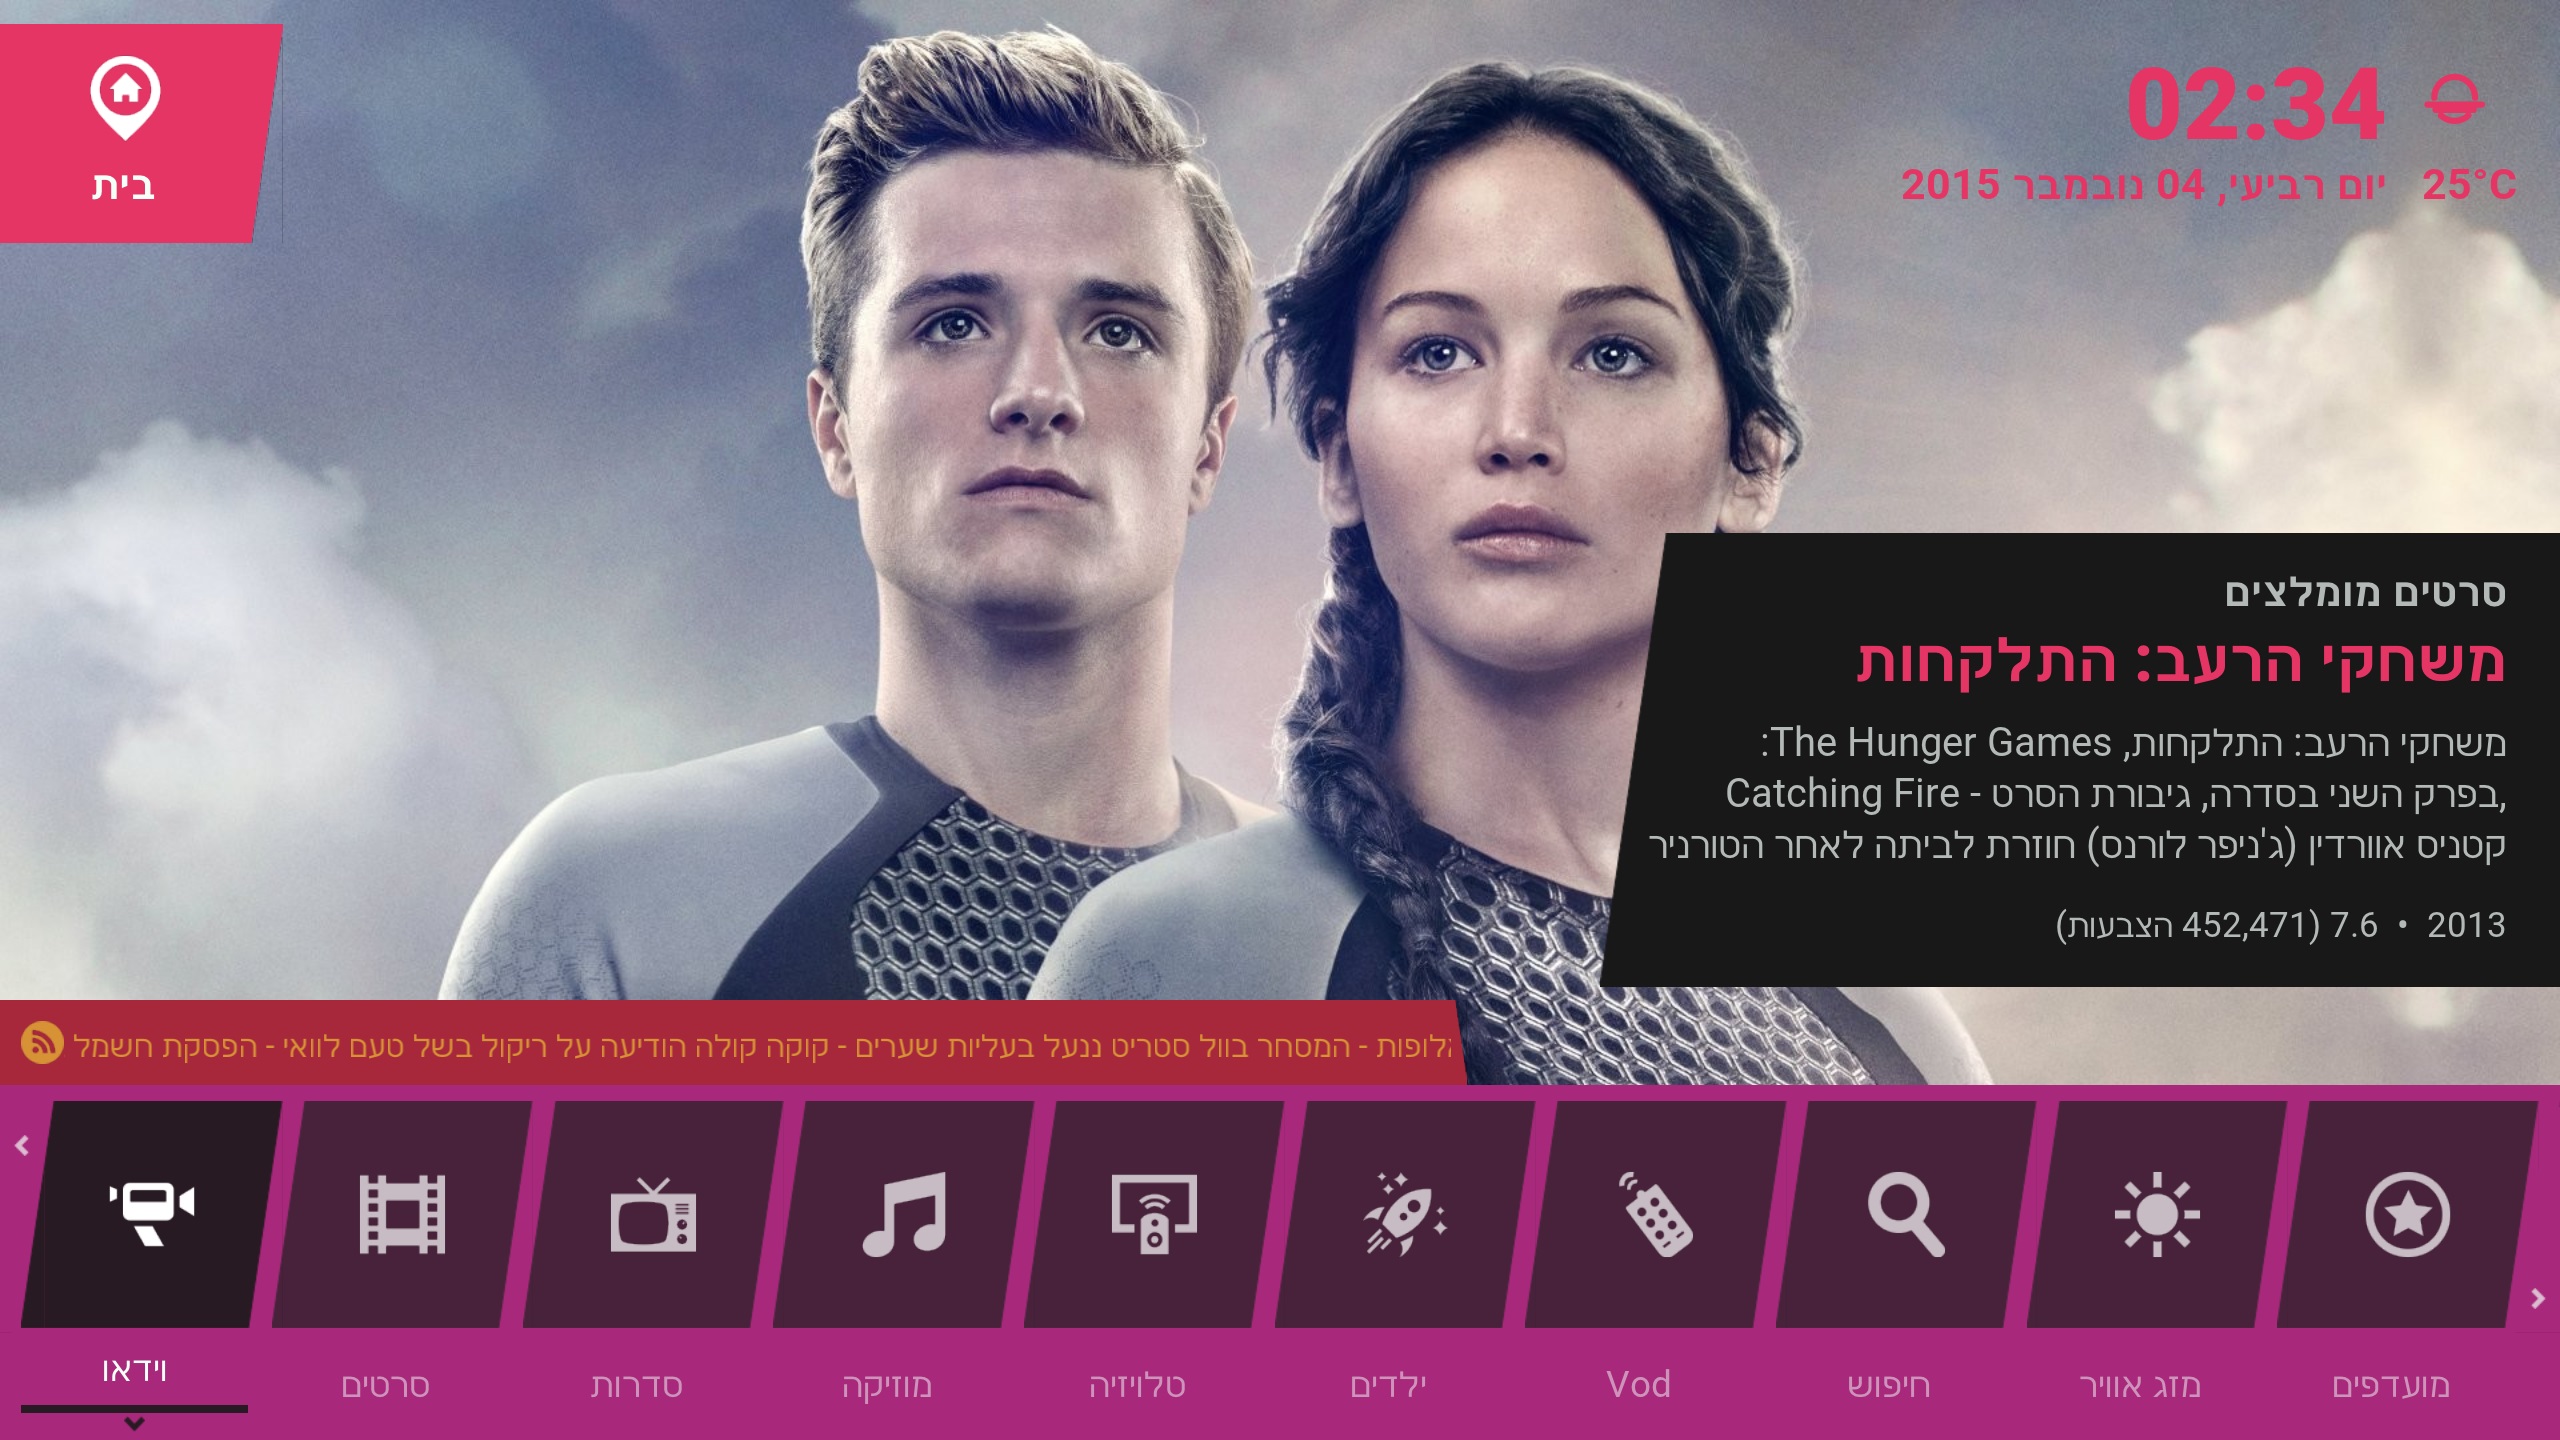 בית
02:34
25°C
יום רביעי, 04 נובמבר 2015
סרטים מומלצים
משחקי הרעב: התלקחות
משחקי הרעב: התלקחות, The Hunger Games:
בפרק השני בסדרה, גיבורת הסרט - Catching Fire,
קטניס אוורדין (ג'ניפר לורנס) חוזרת לביתה לאחר הטורניר
2013 • 7.6 (452,471 הצבעות)
- המסחר בוול סטריט ננעל בעליות שערים - קוקה קולה הודיעה על ריקול בשל טעם לוואי - הפסקת חשמל
וידאו
סרטים
סדרות
מוזיקה
טלויזיה
ילדים
Vod
חיפוש
מזג אוויר
מועדפים